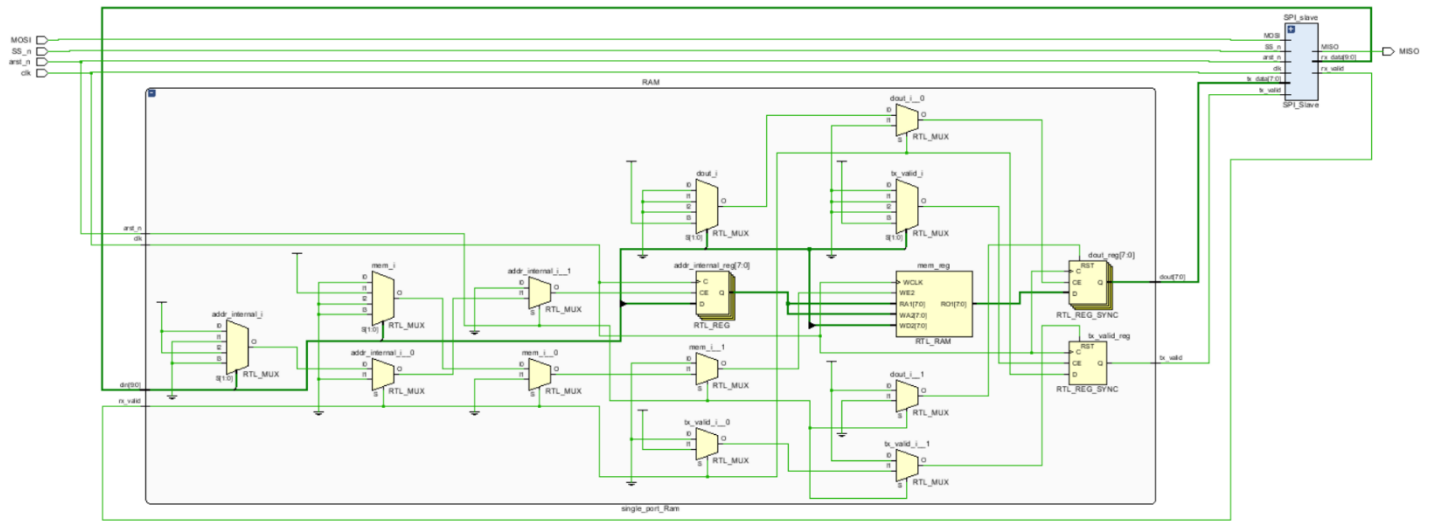 SPI_slave
MOSI
SS_n
arst_n
clk
MOSI
SS_n
arst_n
clk
tx_data[7:0]
tx_valid
MISO
rx_data[9:0]
rx_valid
MISO
SPI_Slave
RAM
dout_i__0
I0
I1
O
S
RTL_MUX
dout_i
I0
I1
I2
I3
O
S[1:0]
RTL_MUX
tx_valid_i
I0
I1
I2
I3
O
S[1:0]
RTL_MUX
arst_n
clk
mem_i
I0
I1
I2
I3
O
S[1:0]
RTL_MUX
addr_internal_i__1
I0
I1
O
S
RTL_MUX
addr_internal_reg[7:0]
C
CE
D
Q
RTL_REG
mem_reg
WCLK
WE2
RA1[7:0]
WA2[7:0]
WD2[7:0]
RO1[7:0]
RTL_RAM
dout_reg[7:0]
RST
C
CE
D
Q
RTL_REG_SYNC
dout[7:0]
addr_internal_i
I0
I1
I2
I3
O
S[1:0]
RTL_MUX
addr_internal_i__0
I0
I1
O
S
RTL_MUX
mem_i__0
I0
I1
O
S
RTL_MUX
mem_i__1
I0
I1
O
S
RTL_MUX
tx_valid_reg
RST
C
CE
D
Q
RTL_REG_SYNC
tx_valid
din[9:0]
rx_valid
dout_i__1
I0
I1
O
S
RTL_MUX
tx_valid_i__0
I0
I1
O
S
RTL_MUX
tx_valid_i__1
I0
I1
O
S
RTL_MUX
single_port_Ram